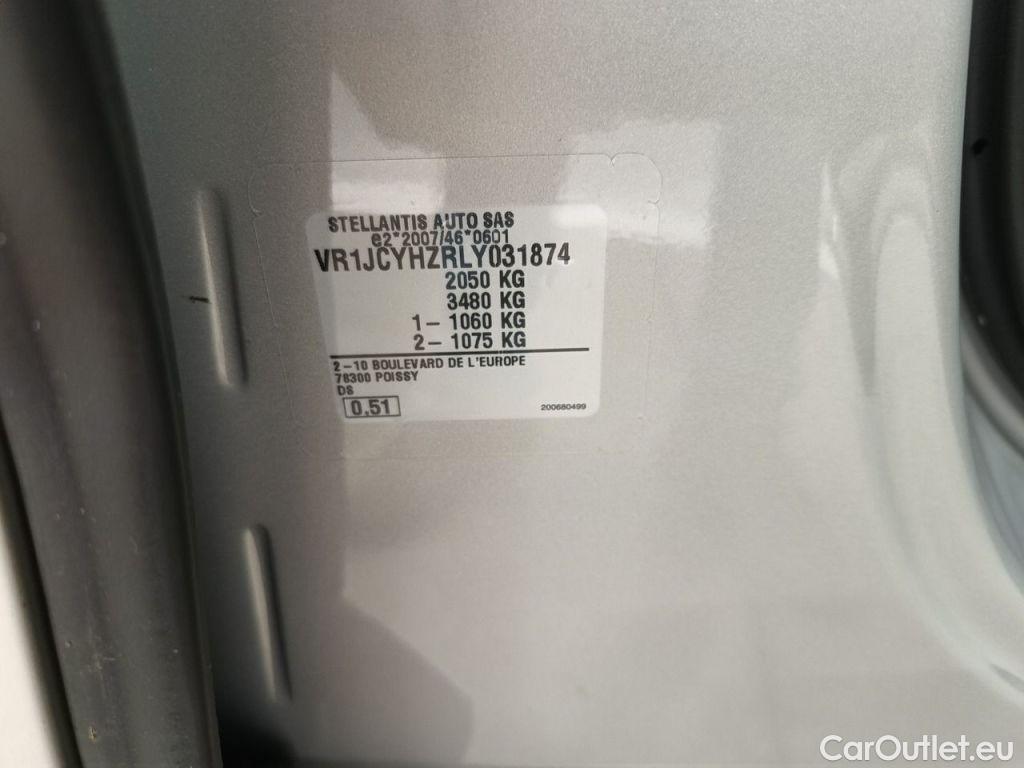 STELLANTIS AUTO SAS
e2*2007/46*0601
VR1JCYHZRLY031874
2050 KG
3480 KG
1- 1060 KG
2- 1075 KG
2-10 BOULEVARD DE L'EUROPE
78300 POISSY
DS
0,51
200680499
CarOutlet.eu